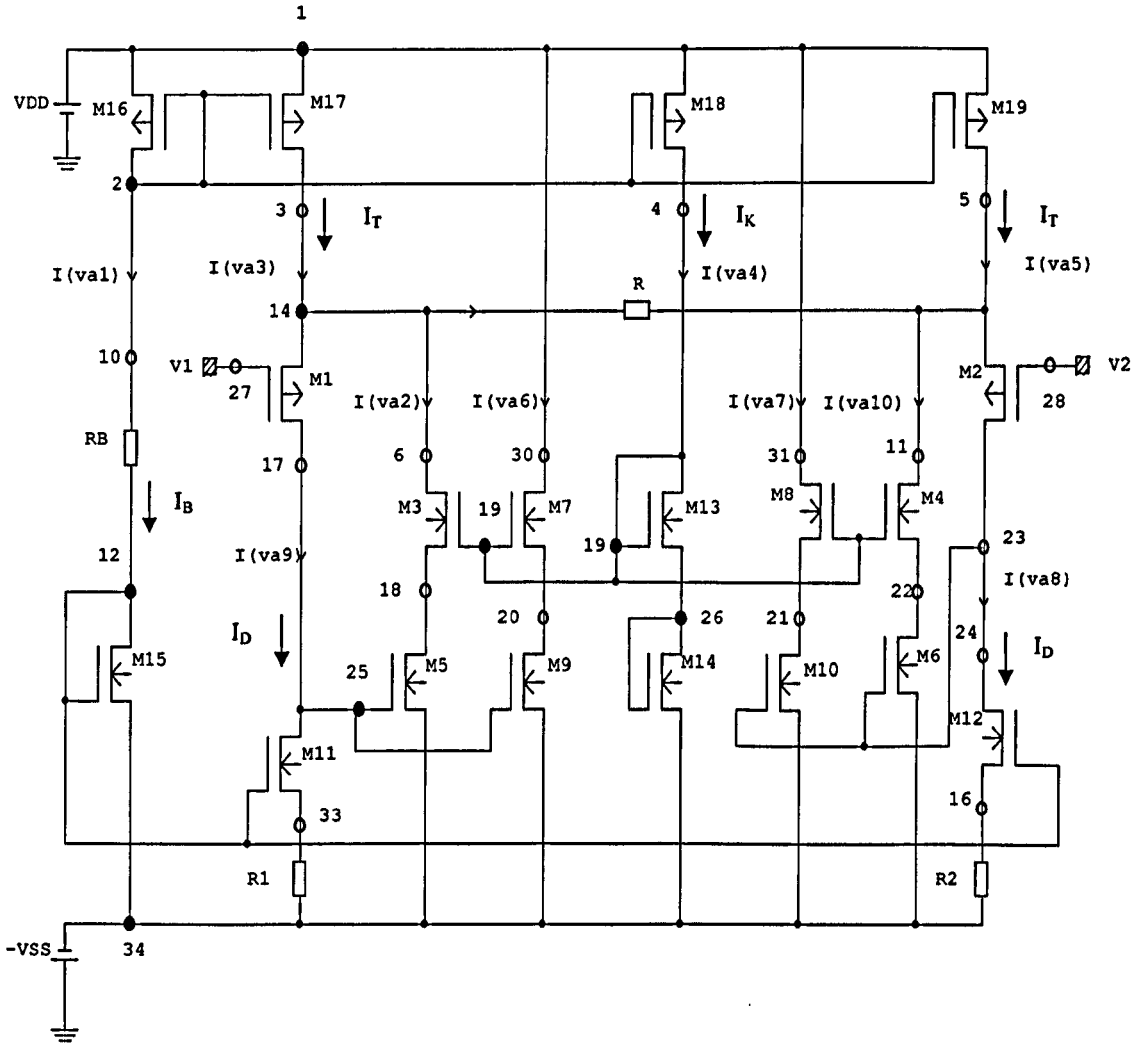 1
VDD
M16
M17
M18
M19
2
3
I_T
4
I_K
5
I_T
I(va1)
I(va3)
I(va4)
I(va5)
R
14
10
V1
27
M1
M2
V2
28
I(va2)
I(va6)
I(va7)
I(va10)
RB
17
6
30
31
11
I_B
M3
19
M7
M13
M8
M4
12
I(va9)
19
23
18
I(va8)
22
20
26
21
24
I_D
I_D
M15
25
M5
M9
M14
M10
M6
M12
M11
33
16
R1
R2
-VSS
34